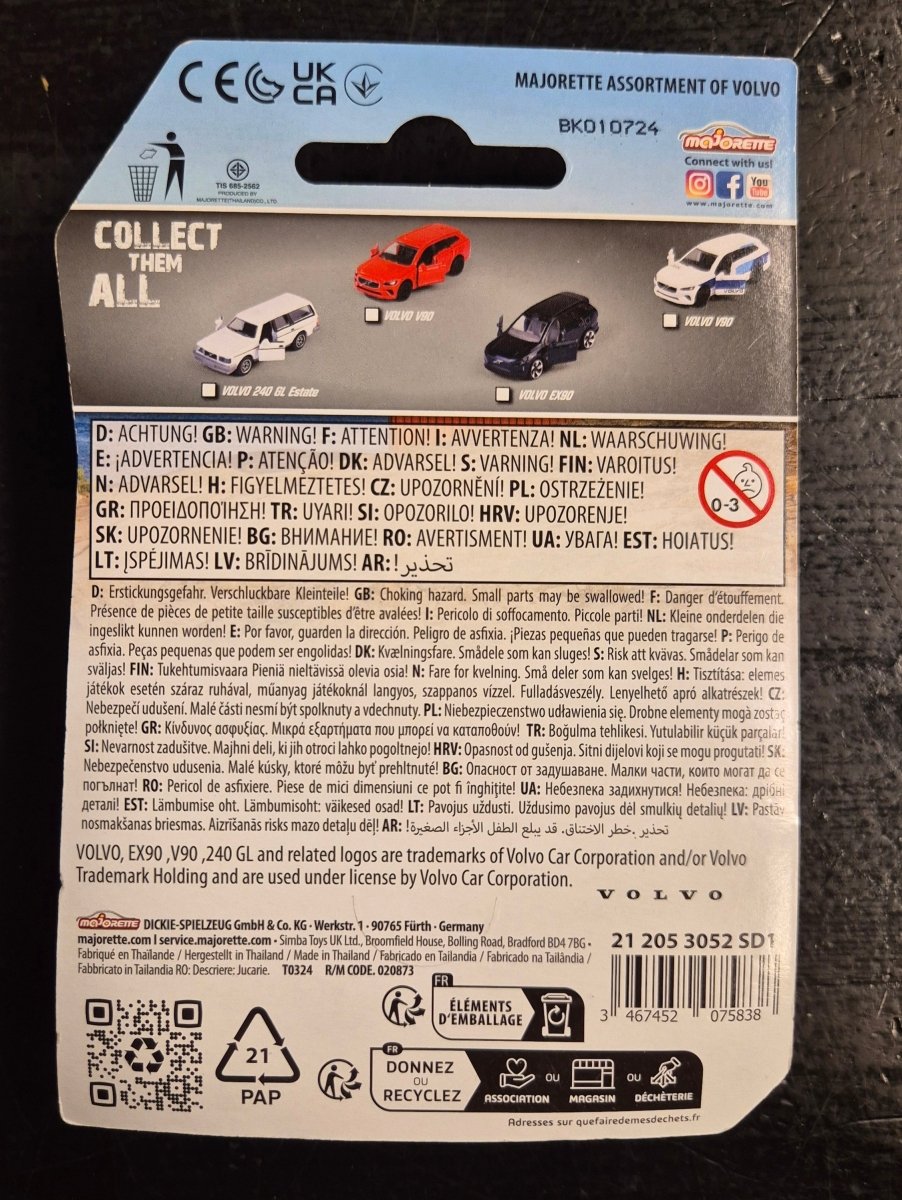 CE UK
CA
MAJORETTE ASSORTMENT OF VOLVO
BK010724
MAJORETTE
Connect with us!
You
Tube
www.majorette.com
TIS 685-2562
PRODUCED BY
MAJORETTE(THAILAND)CO., LTD.
COLLECT
THEM
ALL
VOLVO V90
VOLVO V90
VOLVO 240 GL Estate
VOLVO EX90
D: ACHTUNG! GB: WARNING! F: ATTENTION! I: AVVERTENZA! NL: WAARSCHUWING!
E: ¡ADVERTENCIA! P: ATENÇÃO! DK: ADVARSEL! S: VARNING! FIN: VAROITUS!
N: ADVARSEL! H: FIGYELMEZTETES! CZ: UPOZORNĚNÍ! PL: OSTRZEŻENIE!
GR: ΠΡΟΕΙΔΟΠΟΊΗΣΗ! TR: UYARI! SI: OPOZORILO! HRV: UPOZORENJE!
SK: UPOZORNENIE! BG: ВНИМАНИЕ! RO: AVERTISMENT! UA: УВАГА! EST: HOIATUS!
LT: ĮSPĖJIMAS! LV: BRĪDINĀJUMS! AR: تحذير!
0-3
D: Erstickungsgefahr. Verschluckbare Kleinteile! GB: Choking hazard. Small parts may be swallowed! F: Danger d'étouffement.
Présence de pièces de petite taille susceptibles d'être avalées! I: Pericolo di soffocamento. Piccole parti! NL: Kleine onderdelen die
ingeslikt kunnen worden! E: Por favor, guarden la dirección. Peligro de asfixia. ¡Piezas pequeñas que pueden tragarse! P: Perigo de
asfixia. Peças pequenas que podem ser engolidas! DK: Kvælningsfare. Smådele som kan sluges! S: Risk att kvävas. Smådelar som kan
sväljas! FIN: Tukehtumisvaara Pieniä nieltävissä olevia osia! N: Fare for kvelning. Små deler som kan svelges! H: Tisztítása: elemes
játékok esetén száraz ruhával, műanyag játékoknál langyos, szappanos vízzel. Fulladásveszély. Lenyelhető apró alkatrészek! CZ:
Nebezpečí udušení. Malé části nesmí být spolknuty a vdechnuty. PL: Niebezpieczenstwo udławienia się. Drobne elementy mogą zostać
połknięte! GR: Κίνδυνος ασφυξίας. Μικρά εξαρτήματα που μπορεί να καταποθούν! TR: Boğulma tehlikesi. Yutulabilir küçük parçalar!
SI: Nevarnost zadušitve. Majhni deli, ki jih otroci lahko pogoltnejo! HRV: Opasnost od gušenja. Sitni dijelovi koji se mogu progutati! SK:
Nebezpečenstvo udusenia. Malé kúsky, ktoré môžu byť prehltnuté! BG: Опасност от задушаване. Малки части, които могат да се
погълнат! RO: Pericol de asfixiere. Piese de mici dimensiuni ce pot fi înghițite! UA: Небезпека задихнутися! Небезпека: дрібні
деталі! EST: Lämbumise oht. Lämbumisoht: väikesed osad! LT: Pavojus uždusti. Uždusimo pavojus dėl smulkių detalių! LV: Pastāv
nosmakšanas briesmas. Aizrīšanās risks mazo detaļu dēļ! AR: تحذير .خطر الاختناق. قد يبلع الطفل الأجزاء الصغيرة!
VOLVO, EX90 ,V90 ,240 GL and related logos are trademarks of Volvo Car Corporation and/or Volvo
Trademark Holding and are used under license by Volvo Car Corporation.
VOLVO
MAJORETTE DICKIE-SPIELZEUG GmbH & Co. KG · Werkstr. 1 · 90765 Fürth · Germany
majorette.com I service.majorette.com · Simba Toys UK Ltd., Broomfield House, Bolling Road, Bradford BD4 7BG ·
Fabriqué en Thaïlande / Hergestellt in Thailand / Made in Thailand / Fabricado en Tailandia / Fabricado na Tailândia /
Fabbricato in Tailandia RO: Descriere: Jucarie. T0324 R/M CODE. 020873
21 205 3052 SD1
3 467452 075838
FR
ÉLÉMENTS
D'EMBALLAGE
21
PAP
FR
DONNEZ
OU
RECYCLEZ
ASSOCIATION
OU
MAGASIN
OU
DÉCHÈTERIE
Adresses sur quefairedemesdechets.fr